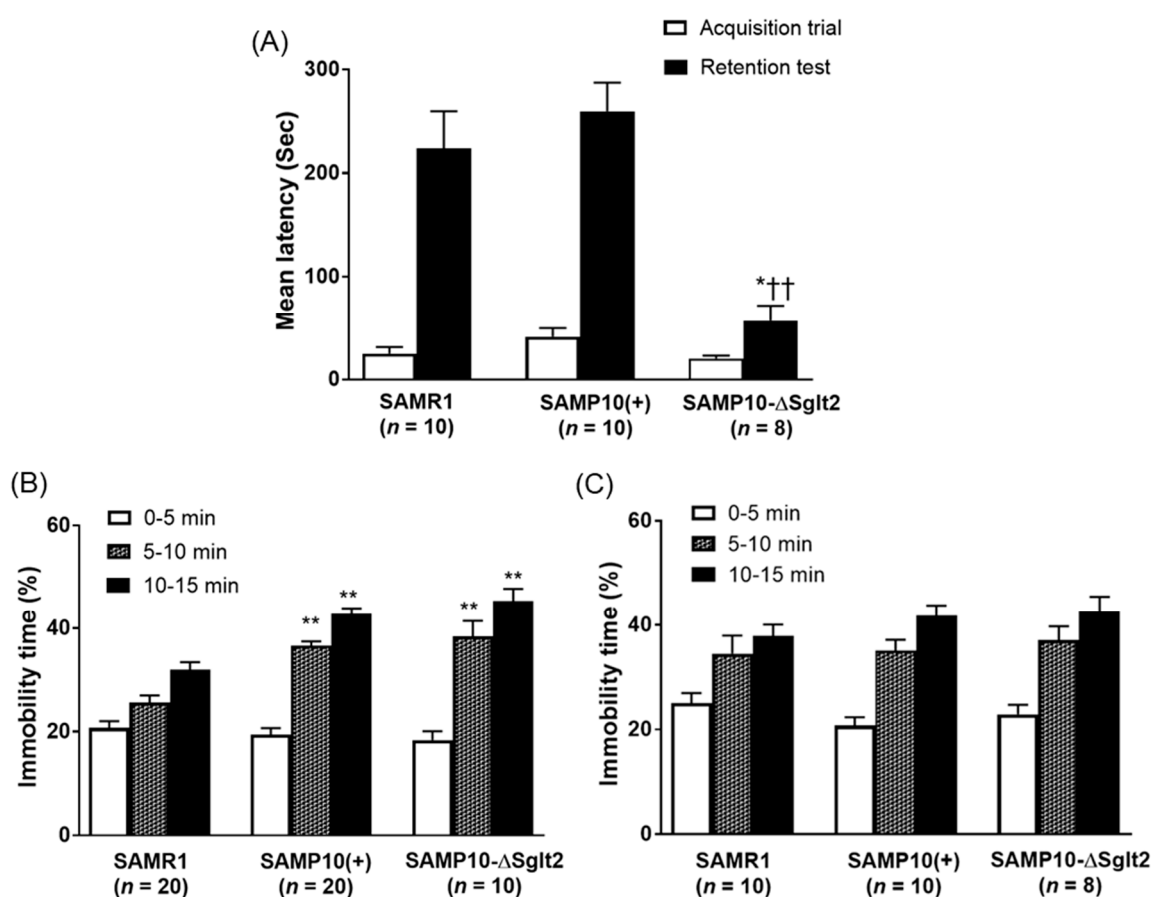 (A)
Acquisition trial
Retention test
Mean latency (Sec)
300
200
100
0
*††
SAMR1
(n = 10)
SAMP10(+)
(n = 10)
SAMP10-ΔSglt2
(n = 8)
(B)
0-5 min
5-10 min
10-15 min
Immobility time (%)
60
40
20
0
**
**
**
**
SAMR1
(n = 20)
SAMP10(+)
(n = 20)
SAMP10-ΔSglt2
(n = 10)
(C)
0-5 min
5-10 min
10-15 min
Immobility time (%)
60
40
20
0
SAMR1
(n = 10)
SAMP10(+)
(n = 10)
SAMP10-ΔSglt2
(n = 8)